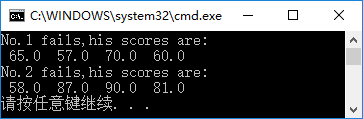 C:\WINDOWS\system32\cmd.exe
No.1 fails,his scores are:
65.0 57.0 70.0 60.0
No.2 fails,his scores are:
58.0 87.0 90.0 81.0
请按任意键继续. . .